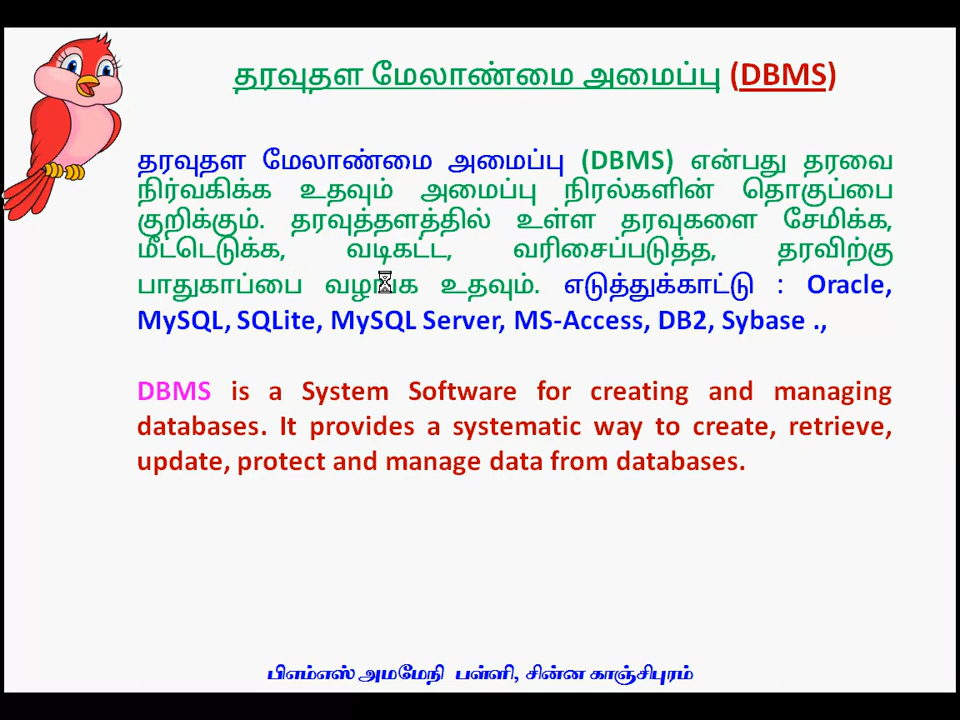 தரவுதள மேலாண்மை அமைப்பு (DBMS)
தரவுதள மேலாண்மை அமைப்பு (DBMS) என்பது தரவை
நிர்வகிக்க உதவும் அமைப்பு நிரல்களின் தொகுப்பை
குறிக்கும். தரவுத்தளத்தில் உள்ள தரவுகளை சேமிக்க,
மீட்டெடுக்க, வடிகட்ட, வரிசைப்படுத்த, தரவிற்கு
பாதுகாப்பை வழங்க உதவும். எடுத்துக்காட்டு : Oracle,
MySQL, SQLite, MySQL Server, MS-Access, DB2, Sybase .,
DBMS is a System Software for creating and managing
databases. It provides a systematic way to create, retrieve,
update, protect and manage data from databases.
பிஎம்எஸ் அமமேநி பள்ளி, சின்ன காஞ்சிபுரம்